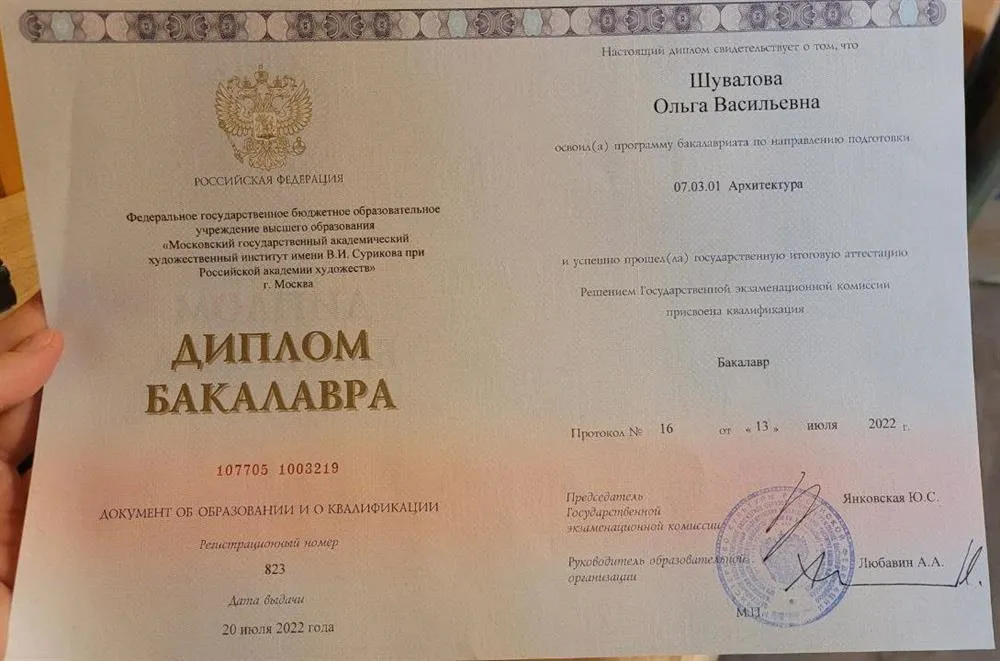 РОССИЙСКАЯ ФЕДЕРАЦИЯ
Федеральное государственное бюджетное образовательное
учреждение высшего образования
«Московский государственный академический
художественный институт имени В.И. Сурикова при
Российской академии художеств»
г. Москва
ДИПЛОМ
БАКАЛАВРА
107705 1003219
ДОКУМЕНТ ОБ ОБРАЗОВАНИИ И О КВАЛИФИКАЦИИ
Регистрационный номер
823
Дата выдачи
20 июля 2022 года
Настоящий диплом свидетельствует о том, что
Шувалова
Ольга Васильевна
освоил(а) программу бакалавриата по направлению подготовки
07.03.01 Архитектура
и успешно прошел(ла) государственную итоговую аттестацию
Решением Государственной экзаменационной комиссии
присвоена квалификация
Бакалавр
Протокол № 16 от « 13 » июля 2022 г.
Председатель
Государственной
экзаменационной комиссии
Янковская Ю.С.
Руководитель образовательной
организации
Любавин А.А.
М.П.